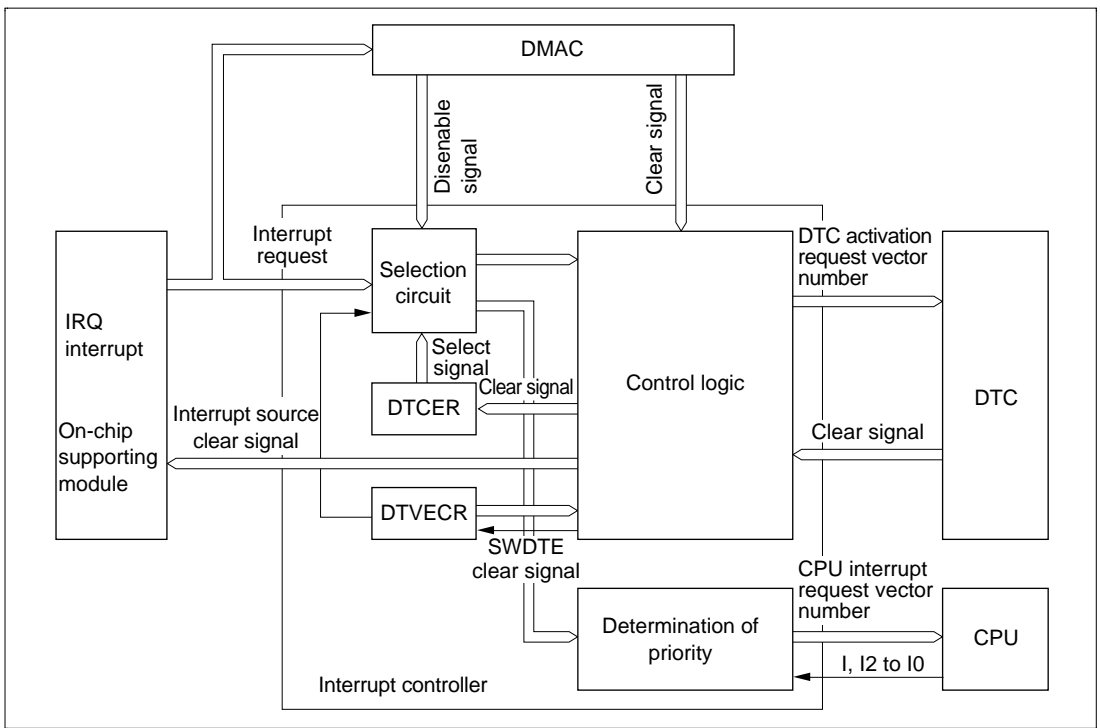 DMAC
Disenable
signal
Clear signal
Interrupt
request
Selection
circuit
DTC activation
request vector
number
IRQ
interrupt
Select
signal
Control logic
DTC
DTCER
Clear signal
Interrupt source
clear signal
On-chip
supporting
module
Clear signal
DTVECR
SWDTE
clear signal
CPU interrupt
request vector
number
Determination of
priority
CPU
I, I2 to I0
Interrupt controller